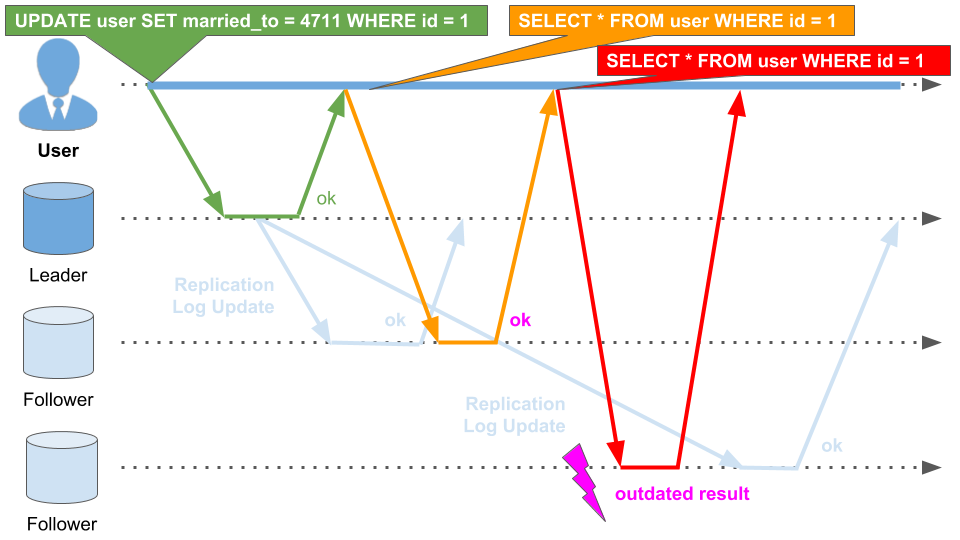 UPDATE user SET married_to = 4711 WHERE id = 1
SELECT * FROM user WHERE id = 1
SELECT * FROM user WHERE id = 1
User
ok
Leader
Replication
Log Update
ok
ok
Follower
Replication
Log Update
ok
outdated result
Follower